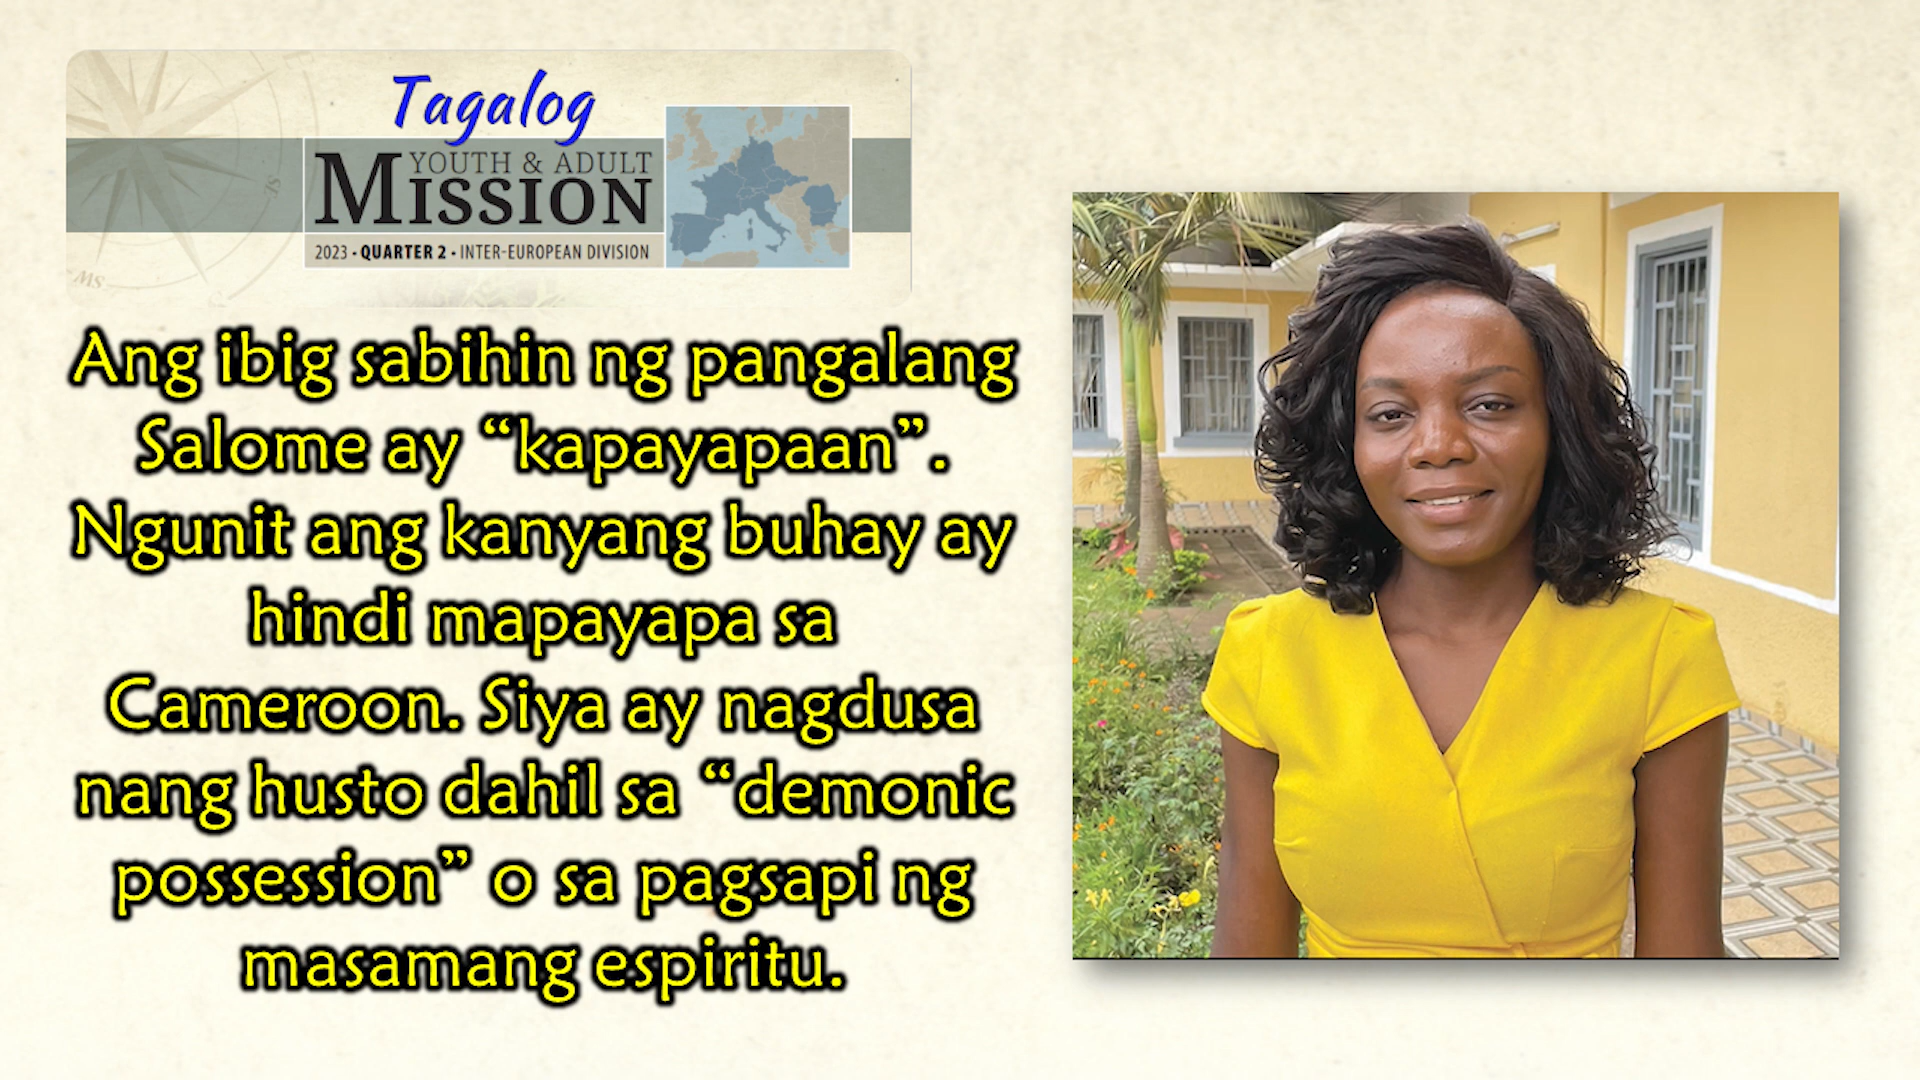 Tagalog
YOUTH & ADULT
MISSION
2023 • QUARTER 2 • INTER-EUROPEAN DIVISION
MS
Ang ibig sabihin ng pangalang
Salome ay “kapayapaan”.
Ngunit ang kanyang buhay ay
hindi mapayapa sa
Cameroon. Siya ay nagdusa
nang husto dahil sa “demonic
possession” o sa pagsapi ng
masamang espiritu.